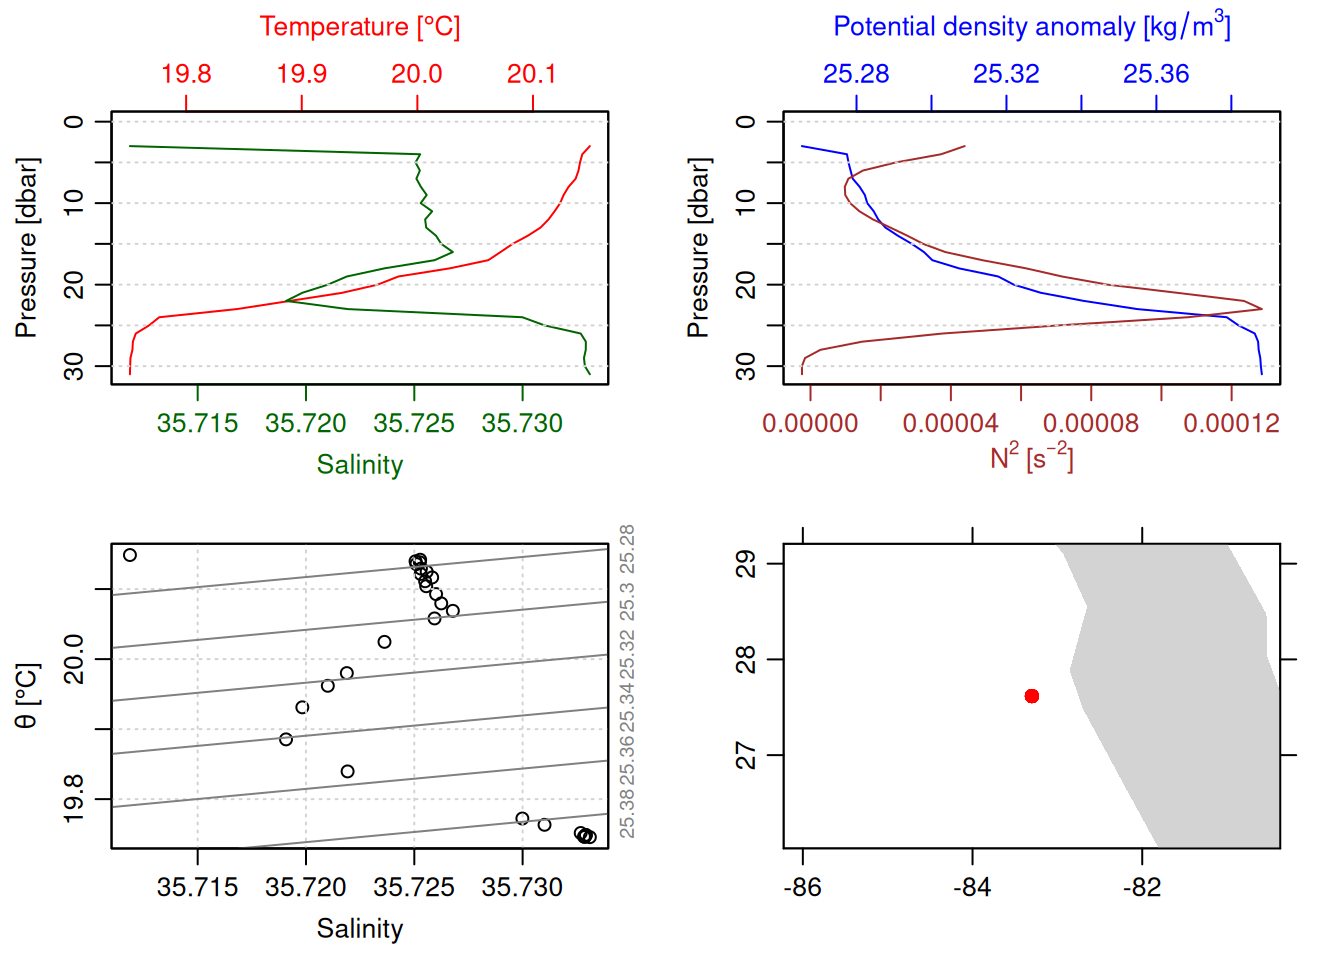 Temperature [°C]
19.8 19.9 20.0 20.1
Pressure [dbar]
0
10
20
30
35.715 35.720 35.725 35.730
Salinity
Potential density anomaly [kg/m³]
25.28 25.32 25.36
Pressure [dbar]
0
10
20
30
0.00000 0.00004 0.00008 0.00012
N² [s⁻²]
θ [°C]
20.0
19.8
25.28
25.3
25.32
25.34
25.36
25.38
35.715 35.720 35.725 35.730
Salinity
29
28
27
-86 -84 -82